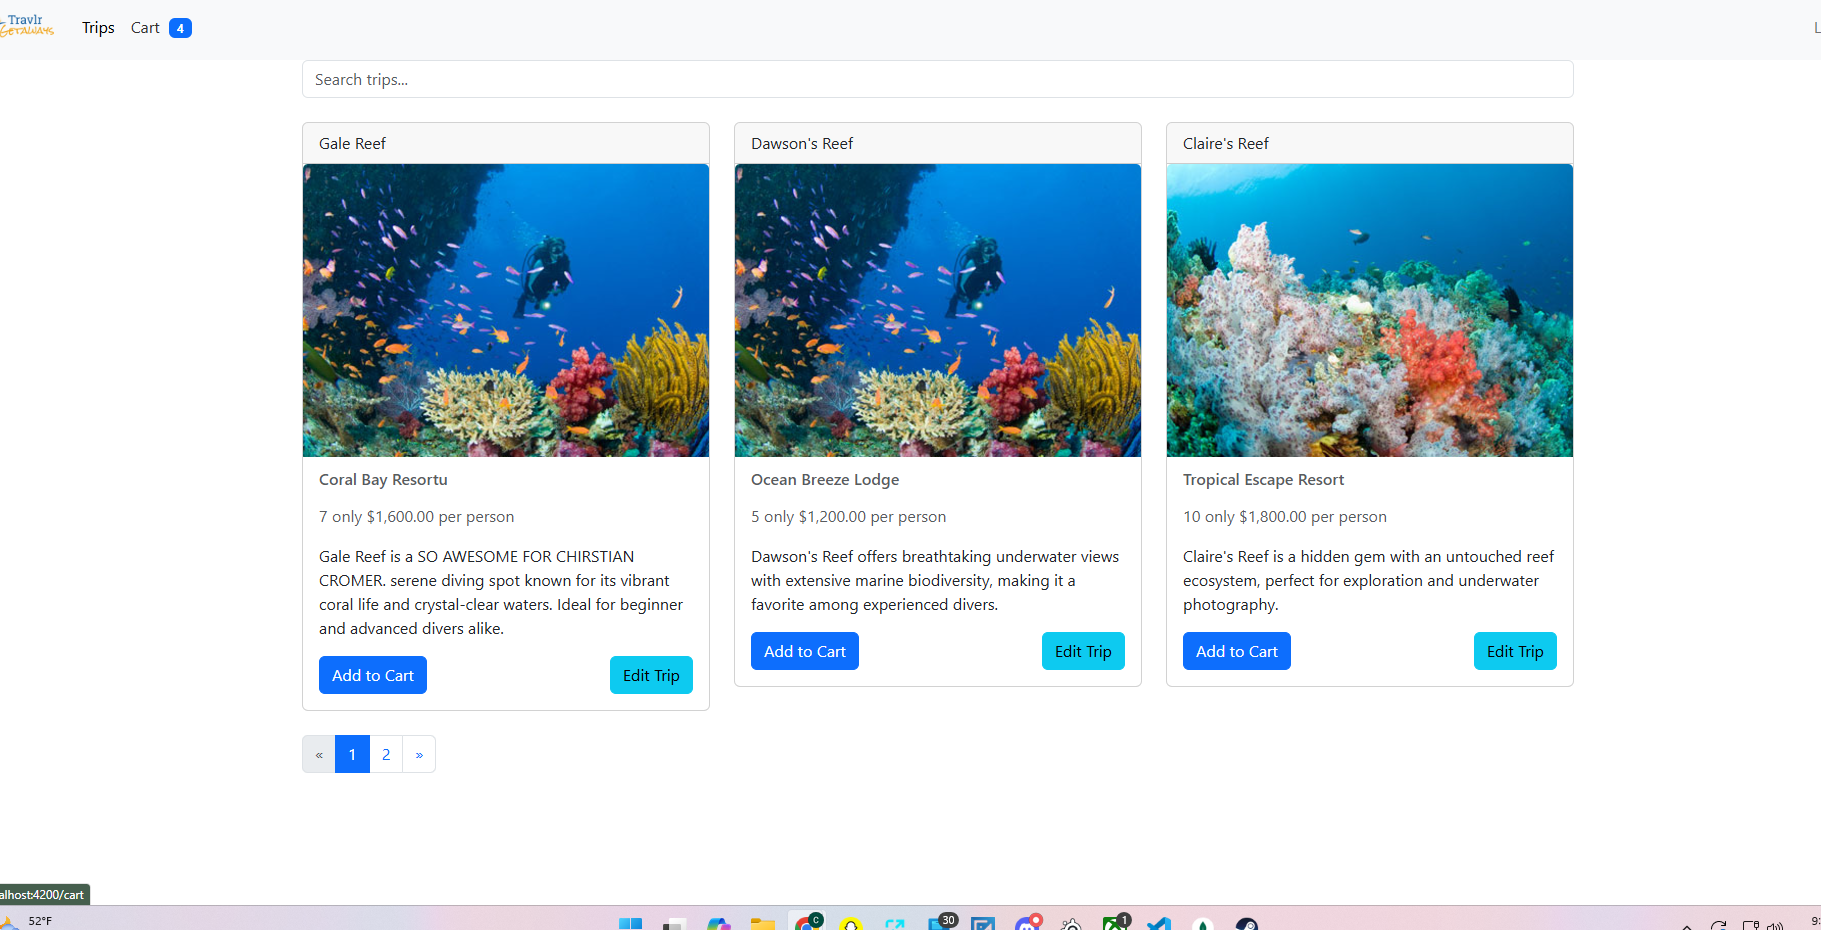 Travlr
GETAWAYS
Trips Cart 4
Search trips...
Gale Reef
Coral Bay Resortu
7 only $1,600.00 per person
Gale Reef is a SO AWESOME FOR CHIRSTIAN
CROMER. serene diving spot known for its vibrant
coral life and crystal-clear waters. Ideal for beginner
and advanced divers alike.
Add to Cart Edit Trip
Dawson's Reef
Ocean Breeze Lodge
5 only $1,200.00 per person
Dawson's Reef offers breathtaking underwater views
with extensive marine biodiversity, making it a
favorite among experienced divers.
Add to Cart Edit Trip
Claire's Reef
Tropical Escape Resort
10 only $1,800.00 per person
Claire's Reef is a hidden gem with an untouched reef
ecosystem, perfect for exploration and underwater
photography.
Add to Cart Edit Trip
« 1 2 »
alhost:4200/cart
52°F
C
30
1
9: